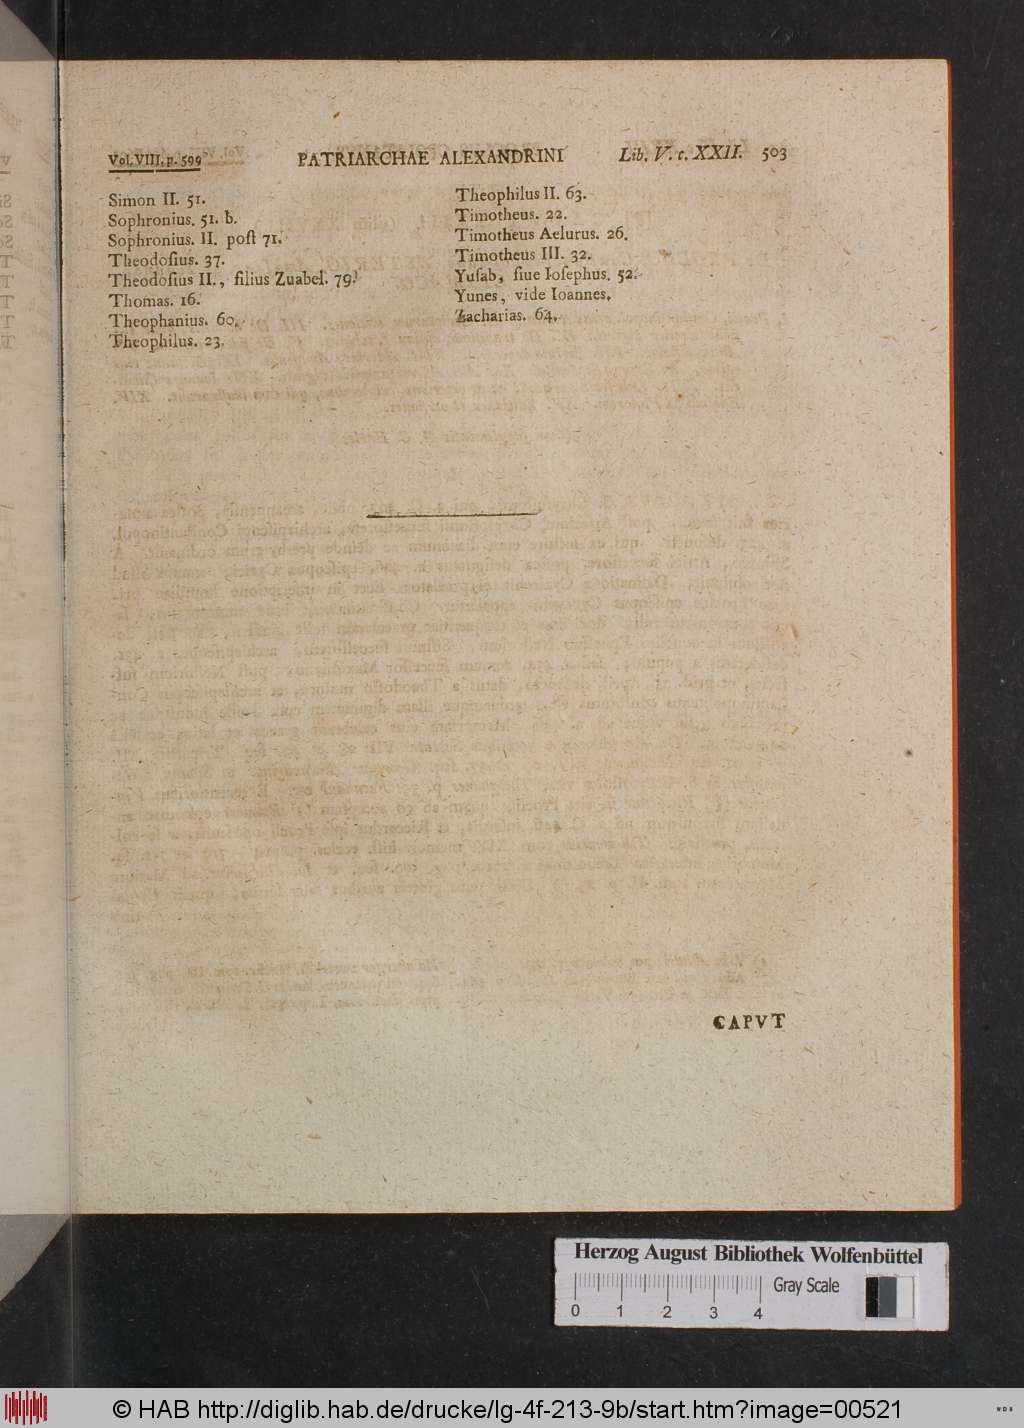 Vol. VIII. p. 599 PATRIARCHAE ALEXANDRINI Lib. V. c. XXII. 503
Simon II. 51.
Sophronius. 51. b.
Sophronius. II. poſt 71.
Theodoſius. 37.
Theodoſius II., filius Zuabel. 79.
Thomas. 16.
Theophanius. 60.
Theophilus. 23.
Theophilus II. 63.
Timotheus. 22.
Timotheus Aelurus. 26.
Timotheus III. 32.
Yuſab, ſiue Ioſephus. 52.
Yunes, vide Ioannes.
Zacharias. 64.
CAPVT
Herzog August Bibliothek Wolfenbüttel
Gray Scale
0 1 2 3 4
© HAB http://diglib.hab.de/drucke/lg-4f-213-9b/start.htm?image=00521